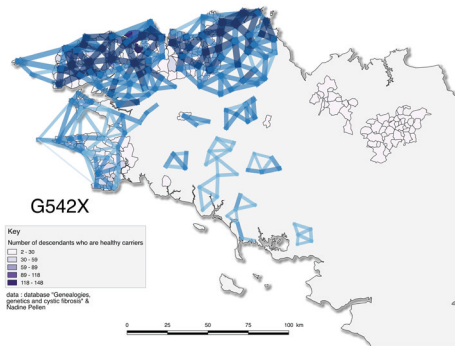 G542X
Key
Number of descendants who are healthy carriers
2 - 30
30 - 59
59 - 89
89 - 118
118 - 148
data : database "Genealogies,
genetics and cystic fibrosis" &
Nadine Pellen
0 25 50 75 100 km